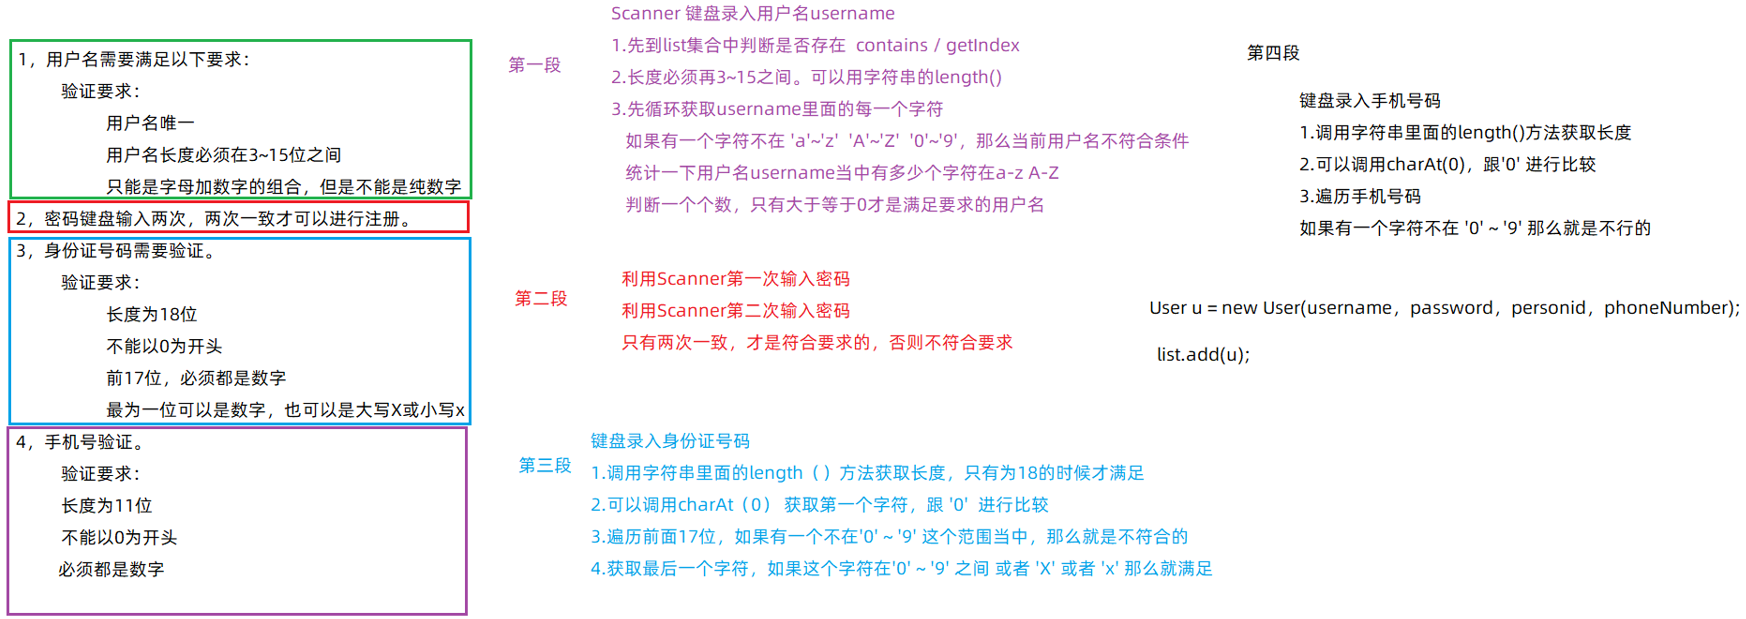 1，用户名需要满足以下要求：
验证要求：
用户名唯一
用户名长度必须在3~15位之间
只能是字母加数字的组合，但是不能是纯数字
2，密码键盘输入两次，两次一致才可以进行注册。
3，身份证号码需要验证。
验证要求：
长度为18位
不能以0为开头
前17位，必须都是数字
最为一位可以是数字，也可以是大写X或小写x
4，手机号验证。
验证要求：
长度为11位
不能以0为开头
必须都是数字
第一段
Scanner 键盘录入用户名username
1.先到list集合中判断是否存在 contains / getIndex
2.长度必须再3~15之间。可以用字符串的length()
3.先循环获取username里面的每一个字符
如果有一个字符不在 'a'~'z' 'A'~'Z' '0'~'9'，那么当前用户名不符合条件
统计一下用户名username当中有多少个字符在a-z A-Z
判断一个个数，只有大于等于0才是满足要求的用户名
第二段
利用Scanner第一次输入密码
利用Scanner第二次输入密码
只有两次一致，才是符合要求的，否则不符合要求
第三段
键盘录入身份证号码
1.调用字符串里面的length（）方法获取长度，只有为18的时候才满足
2.可以调用charAt（0） 获取第一个字符，跟 '0' 进行比较
3.遍历前面17位，如果有一个不在'0' ~ '9' 这个范围当中，那么就是不符合的
4.获取最后一个字符，如果这个字符在'0' ~ '9' 之间 或者 'X' 或者 'x' 那么就满足
第四段
键盘录入手机号码
1.调用字符串里面的length()方法获取长度
2.可以调用charAt(0)，跟'0' 进行比较
3.遍历手机号码
如果有一个字符不在 '0' ~ '9' 那么就是不行的
User u = new User(username，password，personid，phoneNumber);
list.add(u);